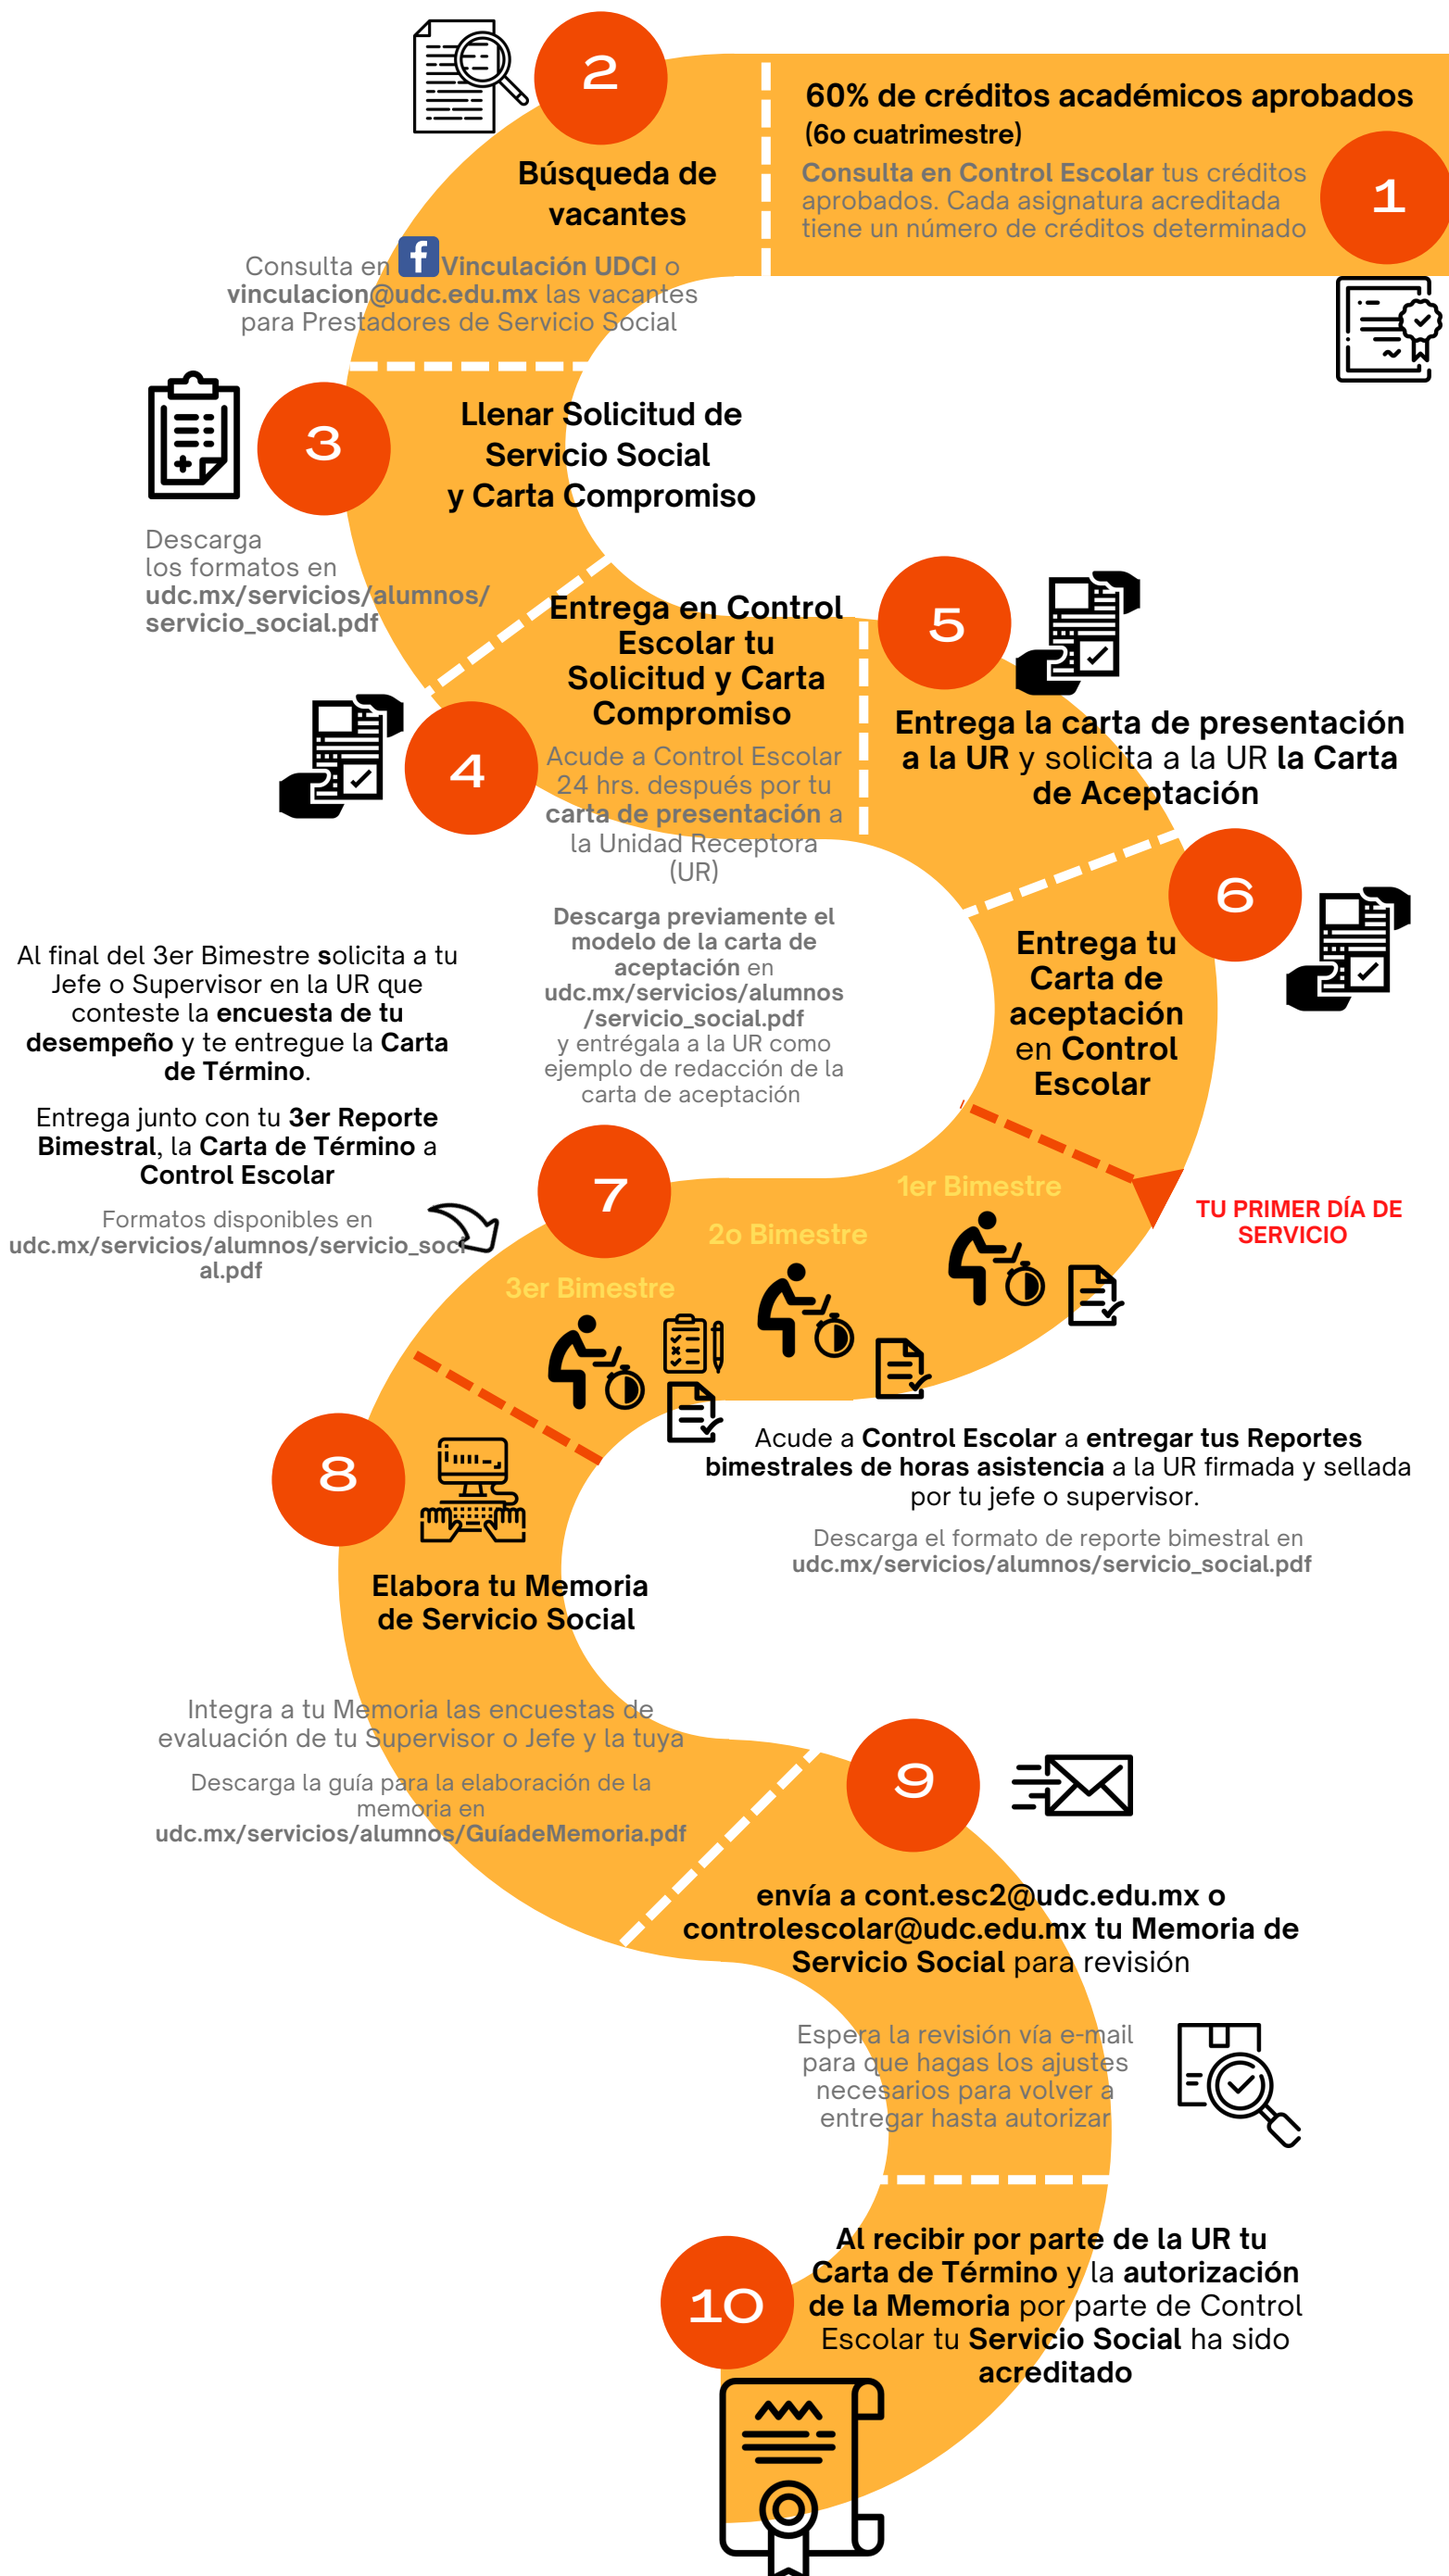 1
60% de créditos académicos aprobados
(6o cuatrimestre)
Consulta en Control Escolar tus créditos
aprobados. Cada asignatura acreditada
tiene un número de créditos determinado
2
Búsqueda de
vacantes
Consulta en f Vinculación UDCI o
vinculacion@udc.edu.mx las vacantes
para Prestadores de Servicio Social
3
Llenar Solicitud de
Servicio Social
y Carta Compromiso
Descarga
los formatos en
udc.mx/servicios/alumnos/
servicio_social.pdf
4
Entrega en Control
Escolar tu
Solicitud y Carta
Compromiso
Acude a Control Escolar
24 hrs. después por tu
carta de presentación a
la Unidad Receptora
(UR)
Descarga previamente el
modelo de la carta de
aceptación en
udc.mx/servicios/alumnos
/servicio_social.pdf
y entrégala a la UR como
ejemplo de redacción de la
carta de aceptación
5
Entrega la carta de presentación
a la UR y solicita a la UR la Carta
de Aceptación
6
Entrega tu
Carta de
aceptación
en Control
Escolar
TU PRIMER DÍA DE
SERVICIO
7
1er Bimestre
2o Bimestre
3er Bimestre
Acude a Control Escolar a entregar tus Reportes
bimestrales de horas asistencia a la UR firmada y sellada
por tu jefe o supervisor.
Descarga el formato de reporte bimestral en
udc.mx/servicios/alumnos/servicio_social.pdf
Al final del 3er Bimestre solicita a tu
Jefe o Supervisor en la UR que
conteste la encuesta de tu
desempeño y te entregue la Carta
de Término.
Entrega junto con tu 3er Reporte
Bimestral, la Carta de Término a
Control Escolar
Formatos disponibles en
udc.mx/servicios/alumnos/servicio_soci
al.pdf
8
Elabora tu Memoria
de Servicio Social
Integra a tu Memoria las encuestas de
evaluación de tu Supervisor o Jefe y la tuya
Descarga la guía para la elaboración de la
memoria en
udc.mx/servicios/alumnos/GuíadeMemoria.pdf
9
envía a cont.esc2@udc.edu.mx o
controlescolar@udc.edu.mx tu Memoria de
Servicio Social para revisión
Espera la revisión vía e-mail
para que hagas los ajustes
necesarios para volver a
entregar hasta autorizar
10
Al recibir por parte de la UR tu
Carta de Término y la autorización
de la Memoria por parte de Control
Escolar tu Servicio Social ha sido
acreditado